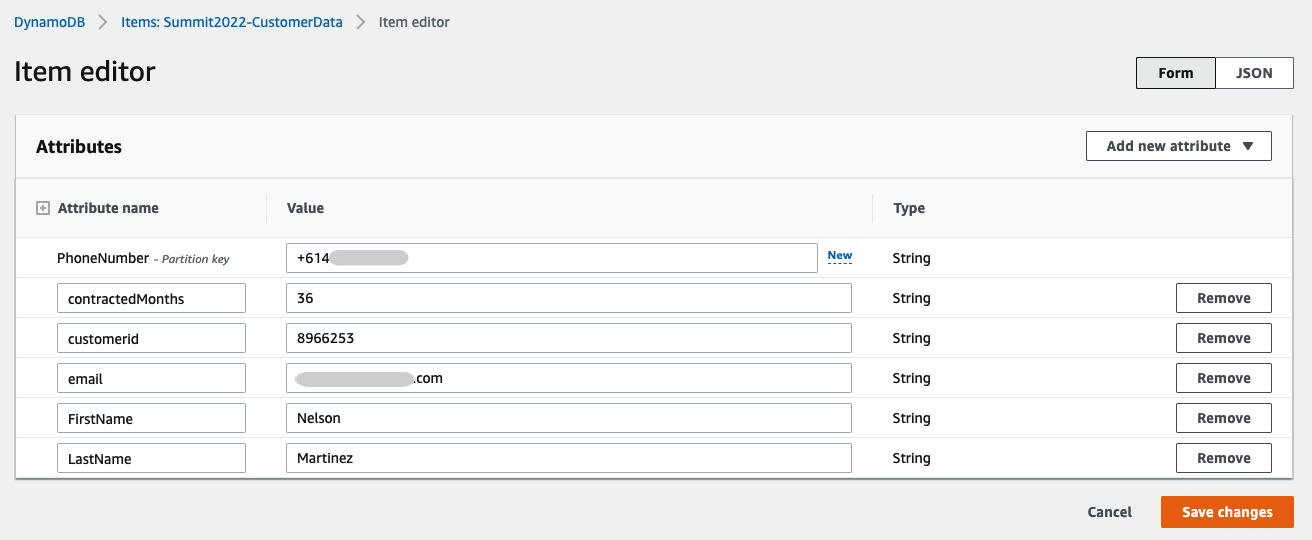 DynamoDB > Items: Summit2022-CustomerData > Item editor
Item editor
Form JSON
Attributes
Add new attribute ▼
Attribute name Value Type
PhoneNumber - Partition key +614 New String
contractedMonths 36 String Remove
customerid 8966253 String Remove
email .com String Remove
FirstName Nelson String Remove
LastName Martinez String Remove
Cancel Save changes